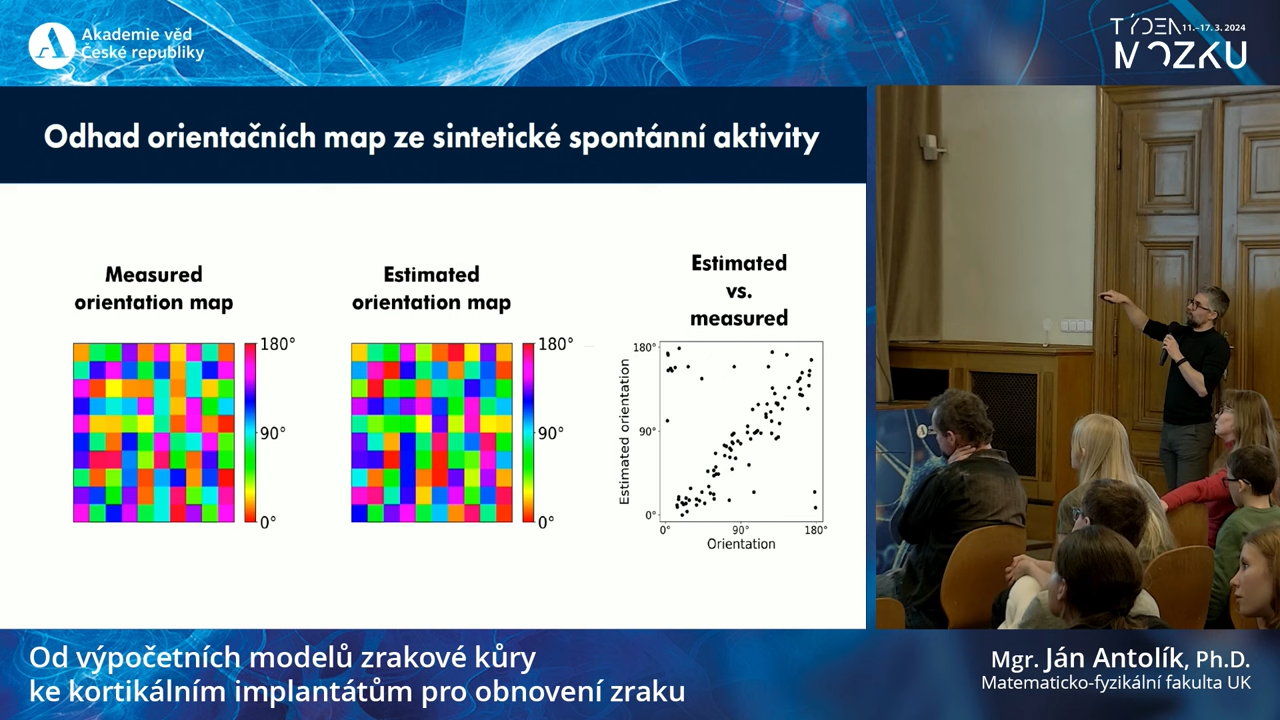 Akademie věd
České republiky
TÝDEN 11.–17. 3. 2024
MOZKU
Odhad orientačních map ze sintetické spontánní aktivity
Measured
orientation map
Estimated
orientation map
Estimated
vs.
measured
180°
90°
0°
180°
90°
0°
Estimated orientation
180°
90°
0°
0° 90° 180°
Orientation
Od výpočetních modelů zrakové kůry
ke kortikálním implantátům pro obnovení zraku
Mgr. Ján Antolík, Ph.D.
Matematicko-fyzikální fakulta UK